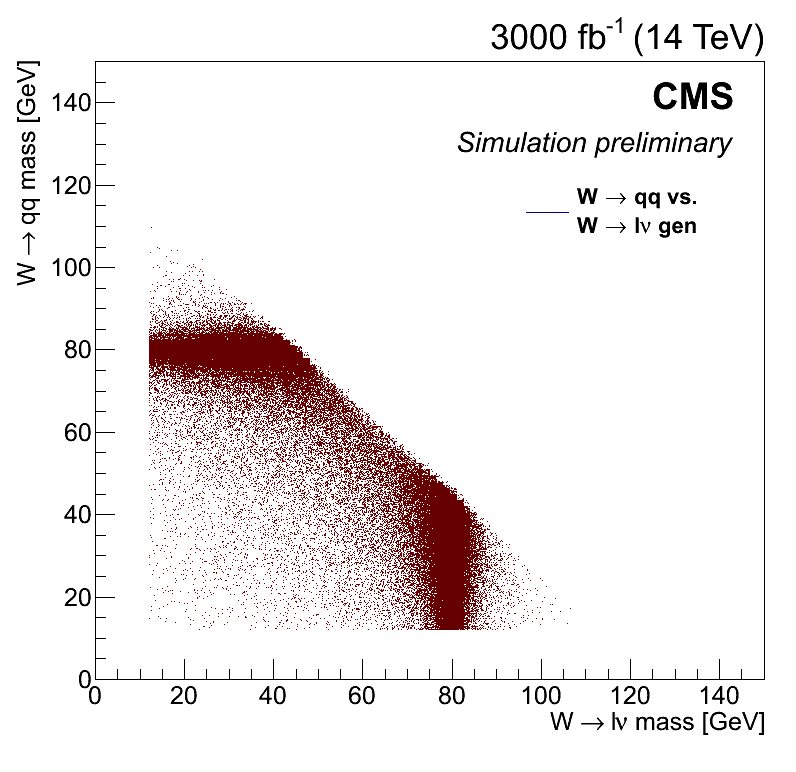 3000 fb⁻¹ (14 TeV)
CMS
Simulation preliminary
W → qq vs.
W → lν gen
W → qq mass [GeV]
140
120
100
80
60
40
20
0
0 20 40 60 80 100 120 140
W → lν mass [GeV]